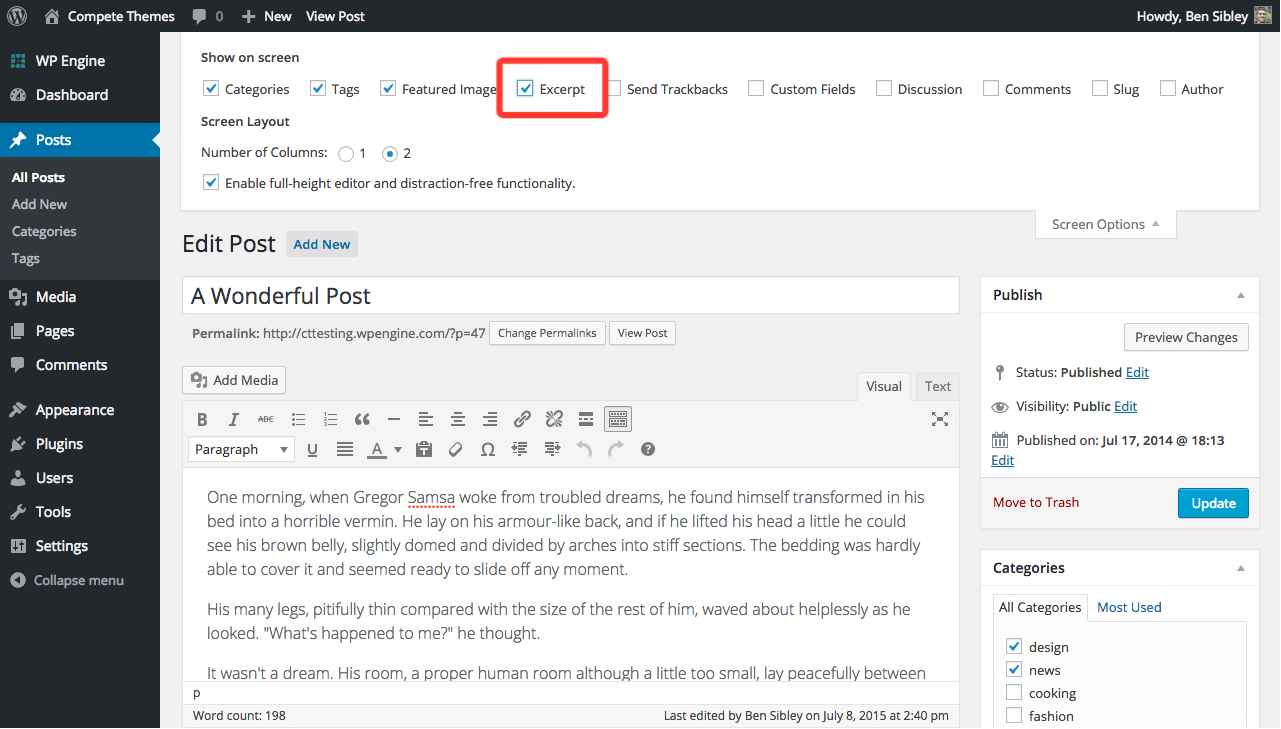 Compete Themes 0 New View Post Howdy, Ben Sibley
WP Engine
Dashboard
Posts
All Posts
Add New
Categories
Tags
Media
Pages
Comments
Appearance
Plugins
Users
Tools
Settings
Collapse menu
Show on screen
Categories Tags Featured Image Excerpt Send Trackbacks Custom Fields Discussion Comments Slug Author
Screen Layout
Number of Columns: 1 2
Enable full-height editor and distraction-free functionality.
Screen Options
Edit Post Add New
A Wonderful Post
Permalink: http://cttesting.wpengine.com/?p=47 Change Permalinks View Post
Add Media
Visual Text
B I ABC
Paragraph U A Ω ?
One morning, when Gregor Samsa woke from troubled dreams, he found himself transformed in his
bed into a horrible vermin. He lay on his armour-like back, and if he lifted his head a little he could
see his brown belly, slightly domed and divided by arches into stiff sections. The bedding was hardly
able to cover it and seemed ready to slide off any moment.
His many legs, pitifully thin compared with the size of the rest of him, waved about helplessly as he
looked. "What's happened to me?" he thought.
It wasn't a dream. His room, a proper human room although a little too small, lay peacefully between
p
Word count: 198 Last edited by Ben Sibley on July 8, 2015 at 2:40 pm
Publish
Preview Changes
Status: Published Edit
Visibility: Public Edit
Published on: Jul 17, 2014 @ 18:13
Edit
Move to Trash Update
Categories
All Categories Most Used
design
news
cooking
fashion